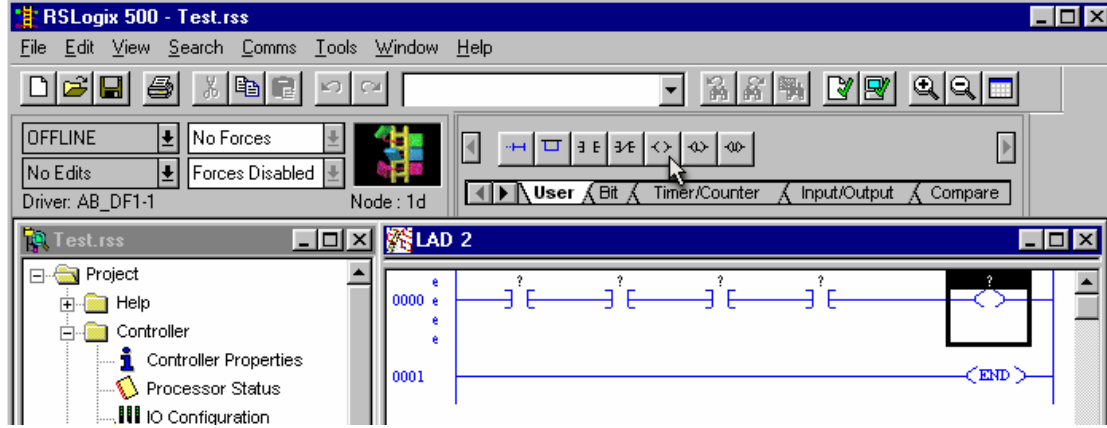 RSLogix 500 - Test.rss
File Edit View Search Comms Tools Window Help
OFFLINE No Forces
No Edits Forces Disabled
Driver: AB_DF1-1 Node : 1d
User Bit Timer/Counter Input/Output Compare
Test.rss
LAD 2
Project
Help
Controller
Controller Properties
Processor Status
IO Configuration
e
? ? ? ? ?
0000 e
e
e
0001 END